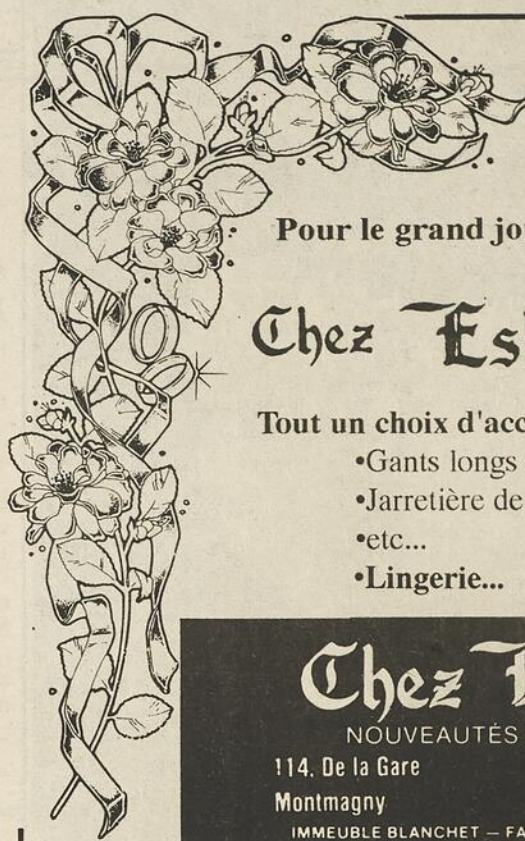 Pour le grand jou
Chez Es
Tout un choix d'acc
•Gants longs
•Jarretière de
•etc...
•Lingerie...
Chez
NOUVEAUTÉS
114, De la Gare
Montmagny
IMMEUBLE BLANCHET — FA